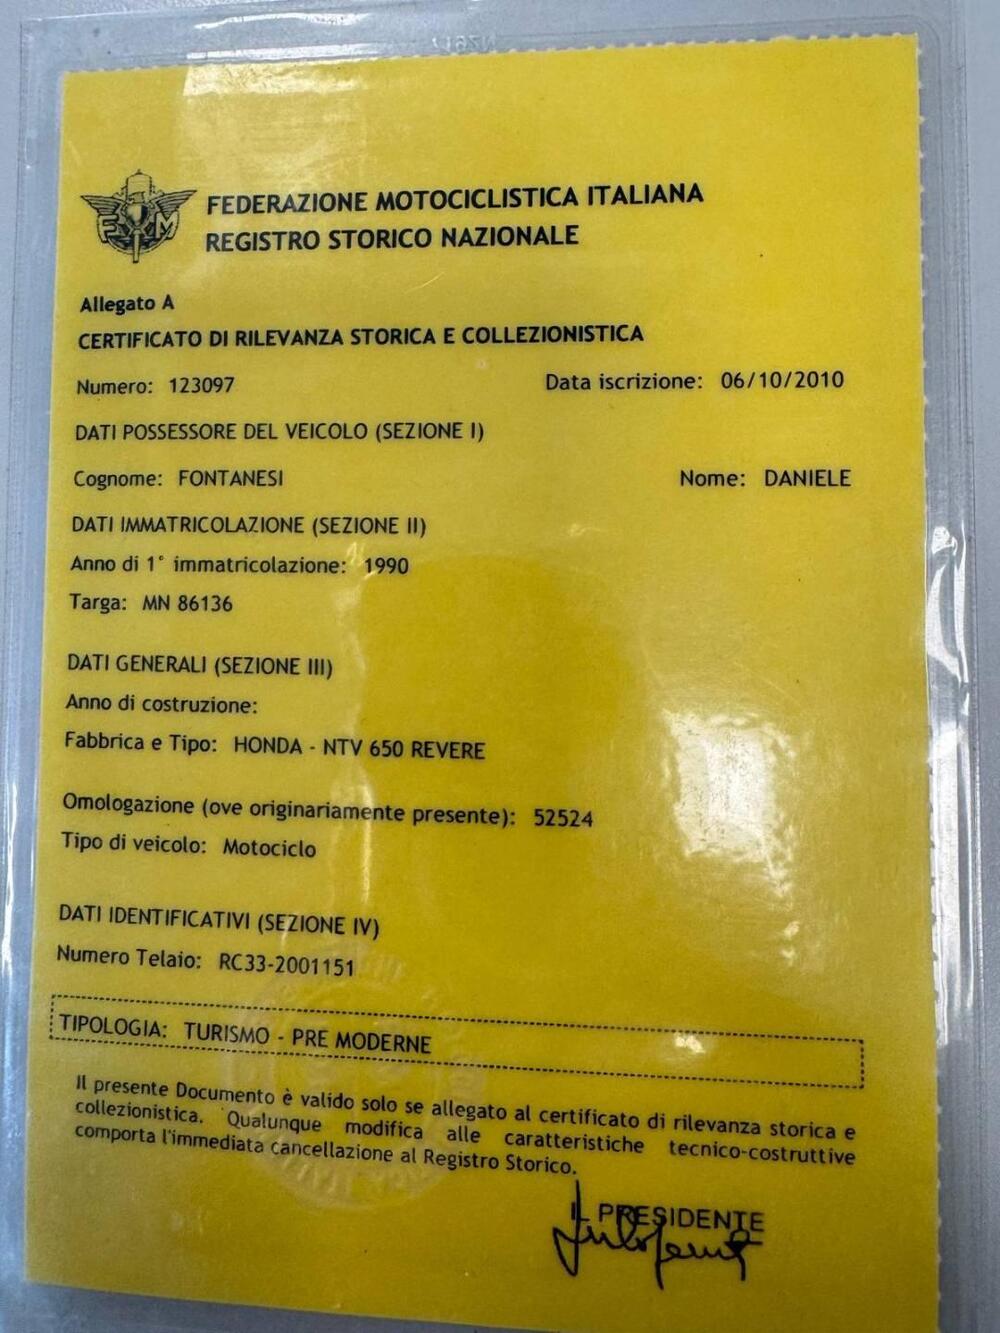 FEDERAZIONE MOTOCICLISTICA ITALIANA
REGISTRO STORICO NAZIONALE
Allegato A
CERTIFICATO DI RILEVANZA STORICA E COLLEZIONISTICA
Numero: 123097 Data iscrizione: 06/10/2010
DATI POSSESSORE DEL VEICOLO (SEZIONE I)
Cognome: FONTANESI Nome: DANIELE
DATI IMMATRICOLAZIONE (SEZIONE II)
Anno di 1° immatricolazione: 1990
Targa: MN 86136
DATI GENERALI (SEZIONE III)
Anno di costruzione:
Fabbrica e Tipo: HONDA - NTV 650 REVERE
Omologazione (ove originariamente presente): 52524
Tipo di veicolo: Motociclo
DATI IDENTIFICATIVI (SEZIONE IV)
Numero Telaio: RC33-2001151
TIPOLOGIA: TURISMO - PRE MODERNE
Il presente Documento è valido solo se allegato al certificato di rilevanza storica e
collezionistica. Qualunque modifica alle caratteristiche tecnico-costruttive
comporta l'immediata cancellazione al Registro Storico.
IL PRESIDENTE